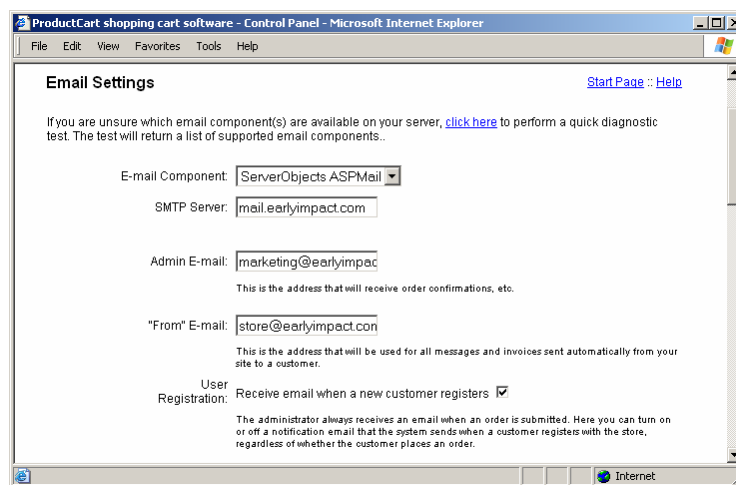 ProductCart shopping cart software - Control Panel - Microsoft Internet Explorer
File Edit View Favorites Tools Help
Email Settings
Start Page :: Help
If you are unsure which email component(s) are available on your server, click here to perform a quick diagnostic
test. The test will return a list of supported email components..
E-mail Component: ServerObjects ASPMail
SMTP Server: mail.earlyimpact.com
Admin E-mail: marketing@earlyimpac
This is the address that will receive order confirmations, etc.
"From" E-mail: store@earlyimpact.con
This is the address that will be used for all messages and invoices sent automatically from your
site to a customer.
User
Registration: Receive email when a new customer registers
The administrator always receives an email when an order is submitted. Here you can turn on
or off a notification email that the system sends when a customer registers with the store,
regardless of whether the customer places an order.
Internet